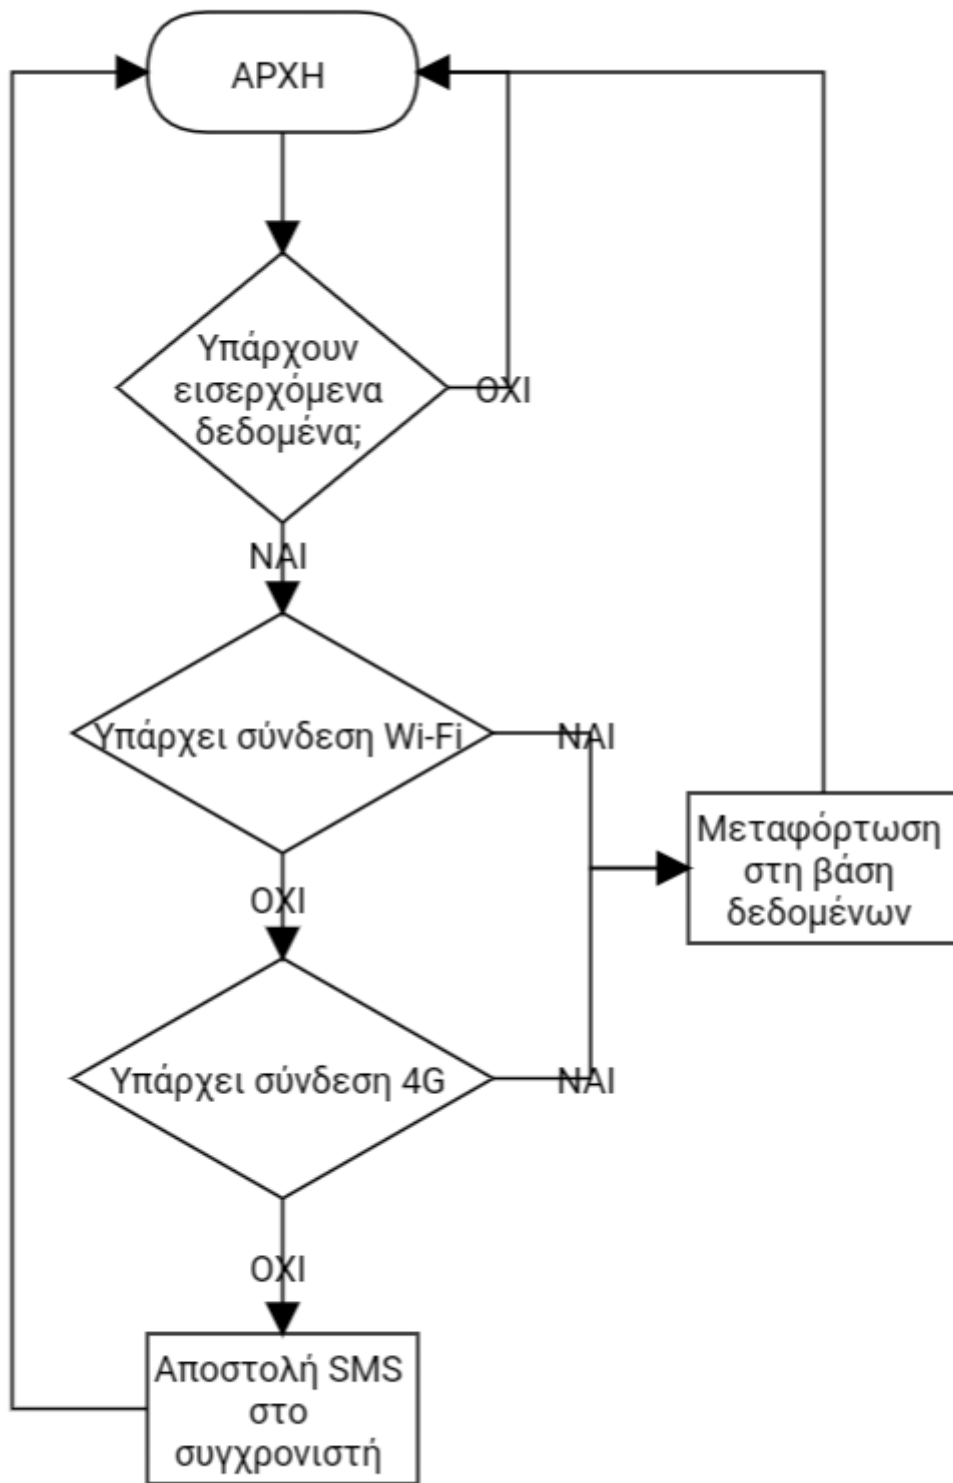 ΑΡΧΗ
Υπάρχουν
εισερχόμενα
δεδομένα;
ΟΧΙ
ΝΑΙ
Υπάρχει σύνδεση Wi-Fi
ΝΑΙ
Μεταφόρτωση
στη βάση
δεδομένων
ΟΧΙ
Υπάρχει σύνδεση 4G
ΝΑΙ
ΟΧΙ
Αποστολή SMS
στο
συγχρονιστή